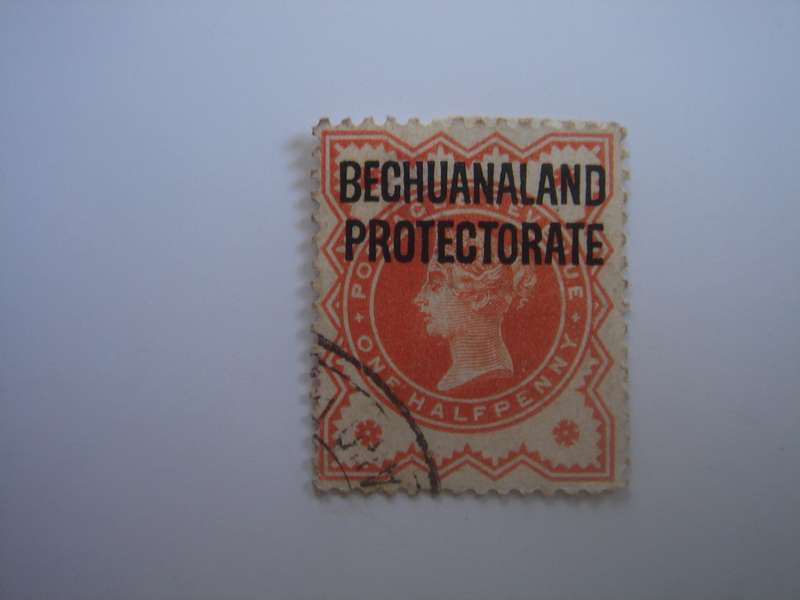 BECHUANALAND
PROTECTORATE
POSTAGE & REVENUE
ONE HALFPENNY